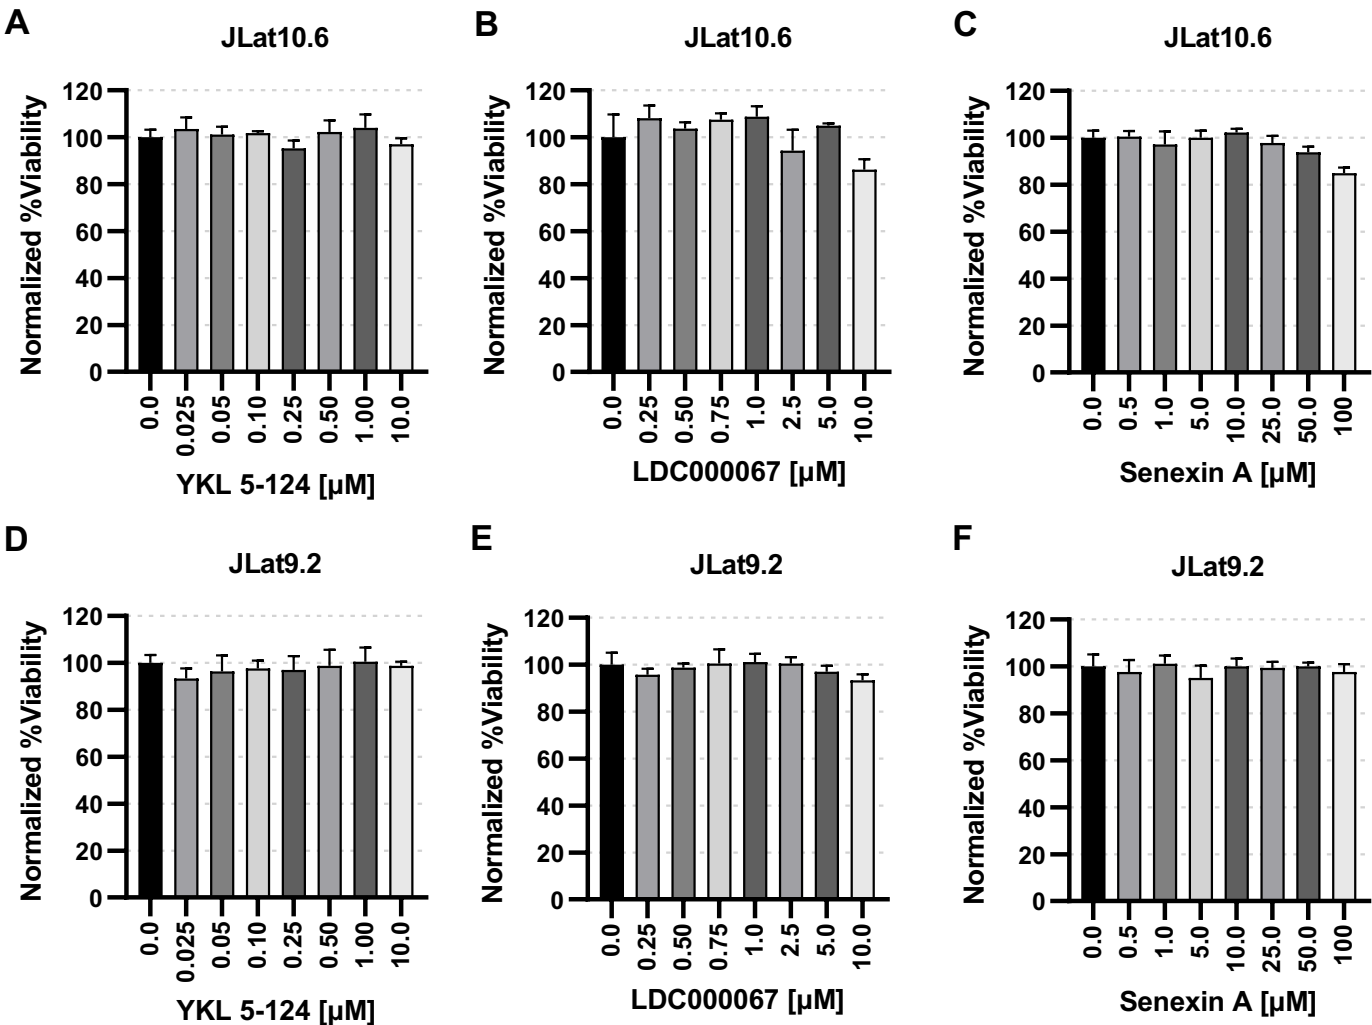 A
JLat10.6
Normalized %Viability
120
100
80
60
40
20
0
0.0 0.025 0.05 0.10 0.25 0.50 1.00 10.0
YKL 5-124 [µM]
B
JLat10.6
Normalized %Viability
120
100
80
60
40
20
0
0.0 0.25 0.50 0.75 1.0 2.5 5.0 10.0
LDC000067 [µM]
C
JLat10.6
Normalized %Viability
120
100
80
60
40
20
0
0.0 0.5 1.0 5.0 10.0 25.0 50.0 100
Senexin A [µM]
D
JLat9.2
Normalized %Viability
120
100
80
60
40
20
0
0.0 0.025 0.05 0.10 0.25 0.50 1.00 10.0
YKL 5-124 [µM]
E
JLat9.2
Normalized %Viability
120
100
80
60
40
20
0
0.0 0.25 0.50 0.75 1.0 2.5 5.0 10.0
LDC000067 [µM]
F
JLat9.2
Normalized %Viability
120
100
80
60
40
20
0
0.0 0.5 1.0 5.0 10.0 25.0 50.0 100
Senexin A [µM]